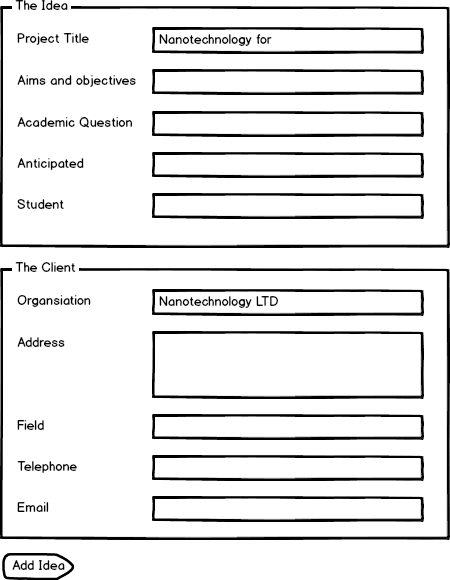 The Idea
Project Title Nanotechnology for
Aims and objectives
Academic Question
Anticipated
Student
The Client
Organsiation Nanotechnology LTD
Address
Field
Telephone
Email
Add Idea